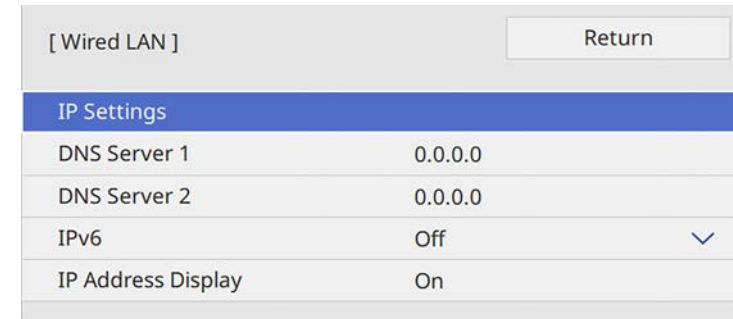 [ Wired LAN ]
Return
IP Settings
DNS Server 1 0.0.0.0
DNS Server 2 0.0.0.0
IPv6 Off
IP Address Display On